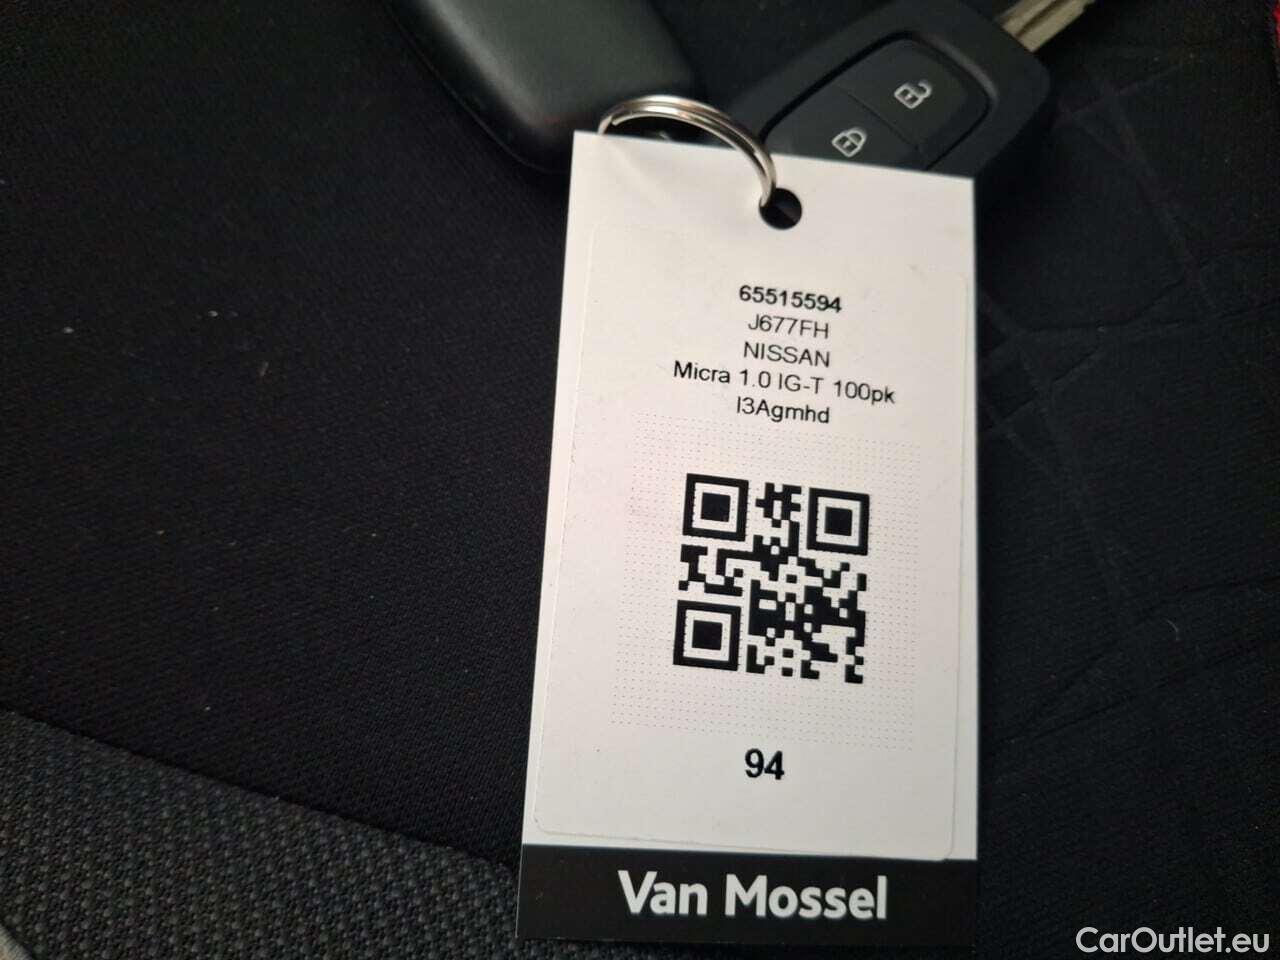 65515594
J677FH
NISSAN
Micra 1.0 IG-T 100pk
I3Agmhd
94
Van Mossel
CarOutlet.eu